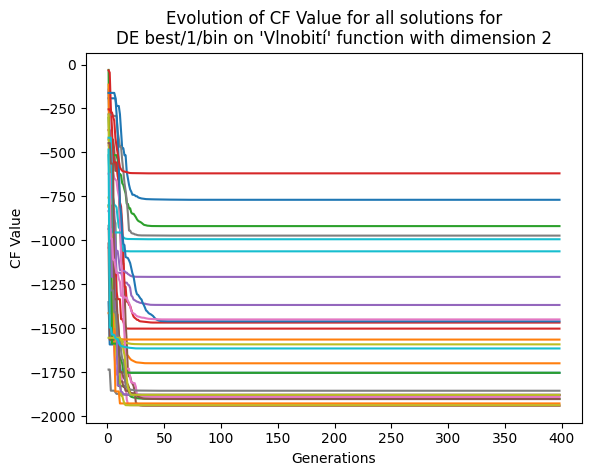 Evolution of CF Value for all solutions for
DE best/1/bin on 'Vlnobití' function with dimension 2
CF Value
0
−250
−500
−750
−1000
−1250
−1500
−1750
−2000
0 50 100 150 200 250 300 350 400
Generations